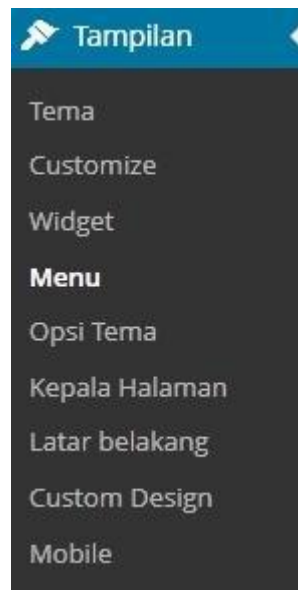 Tampilan
Tema
Customize
Widget
Menu
Opsi Tema
Kepala Halaman
Latar belakang
Custom Design
Mobile